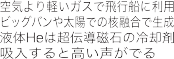 空気より軽いガスで飛行船に利用
ビッグバンや太陽での核融合で生成
液体Heは超伝導磁石の冷却剤
吸入すると高い声がでる